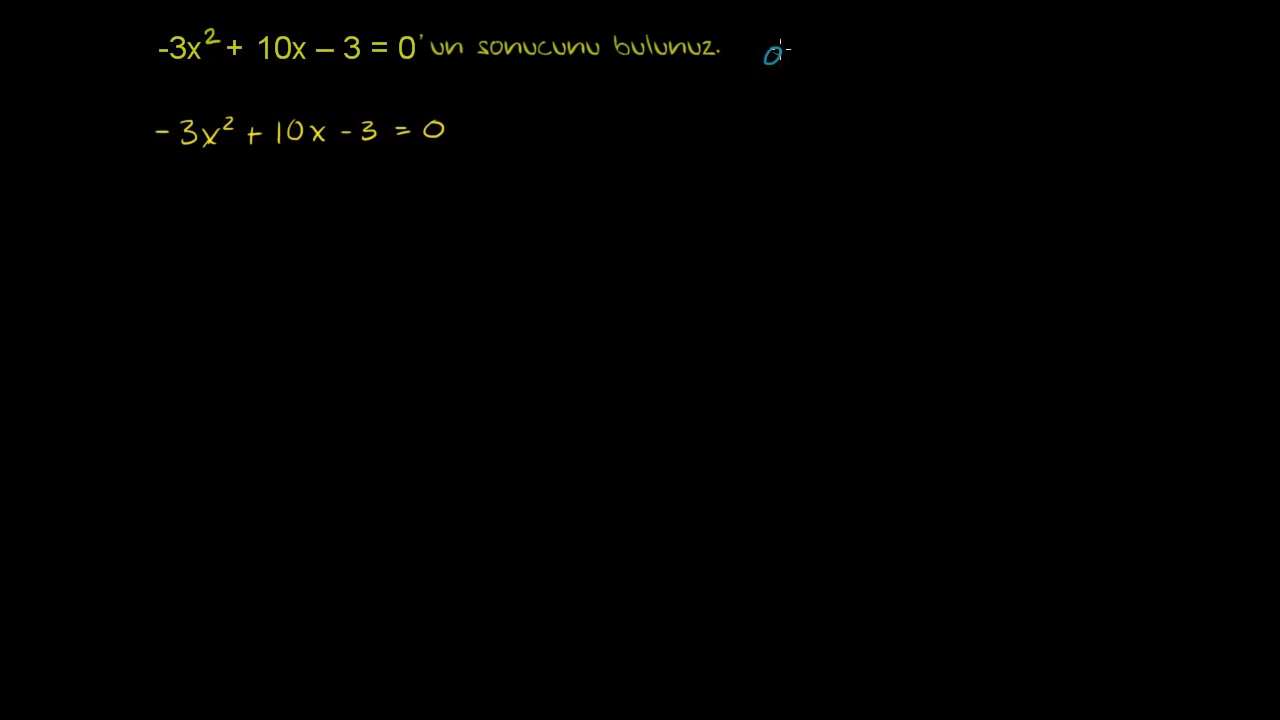 -3x² + 10x – 3 = 0'un sonucunu bulunuz.
- 3x² + 10x - 3 = 0